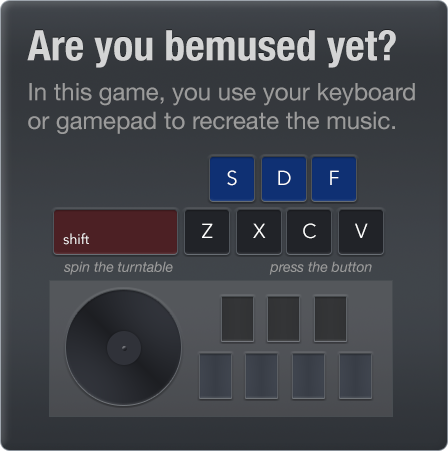 Are you bemused yet?
In this game, you use your keyboard
or gamepad to recreate the music.
S D F
shift Z X C V
spin the turntable press the button